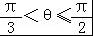 π/3 < θ ≤ π/2